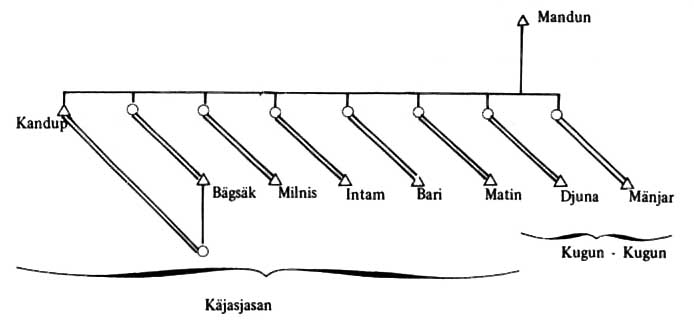 Mandun
Kandup
Bägsäk Milnis Intam Bari Matin Djuna Mänjar
Kugun - Kugun
Käjasjasan